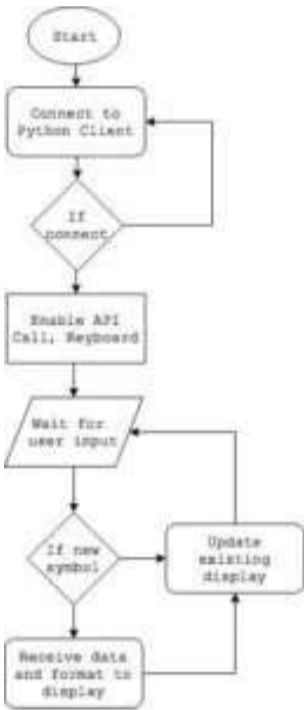 Start
Connect to
Python Client
If
connect
Enable API
Call, Keyboard
Wait for
user input
If new
symbol
Update
existing
display
Receive data
and format to
display